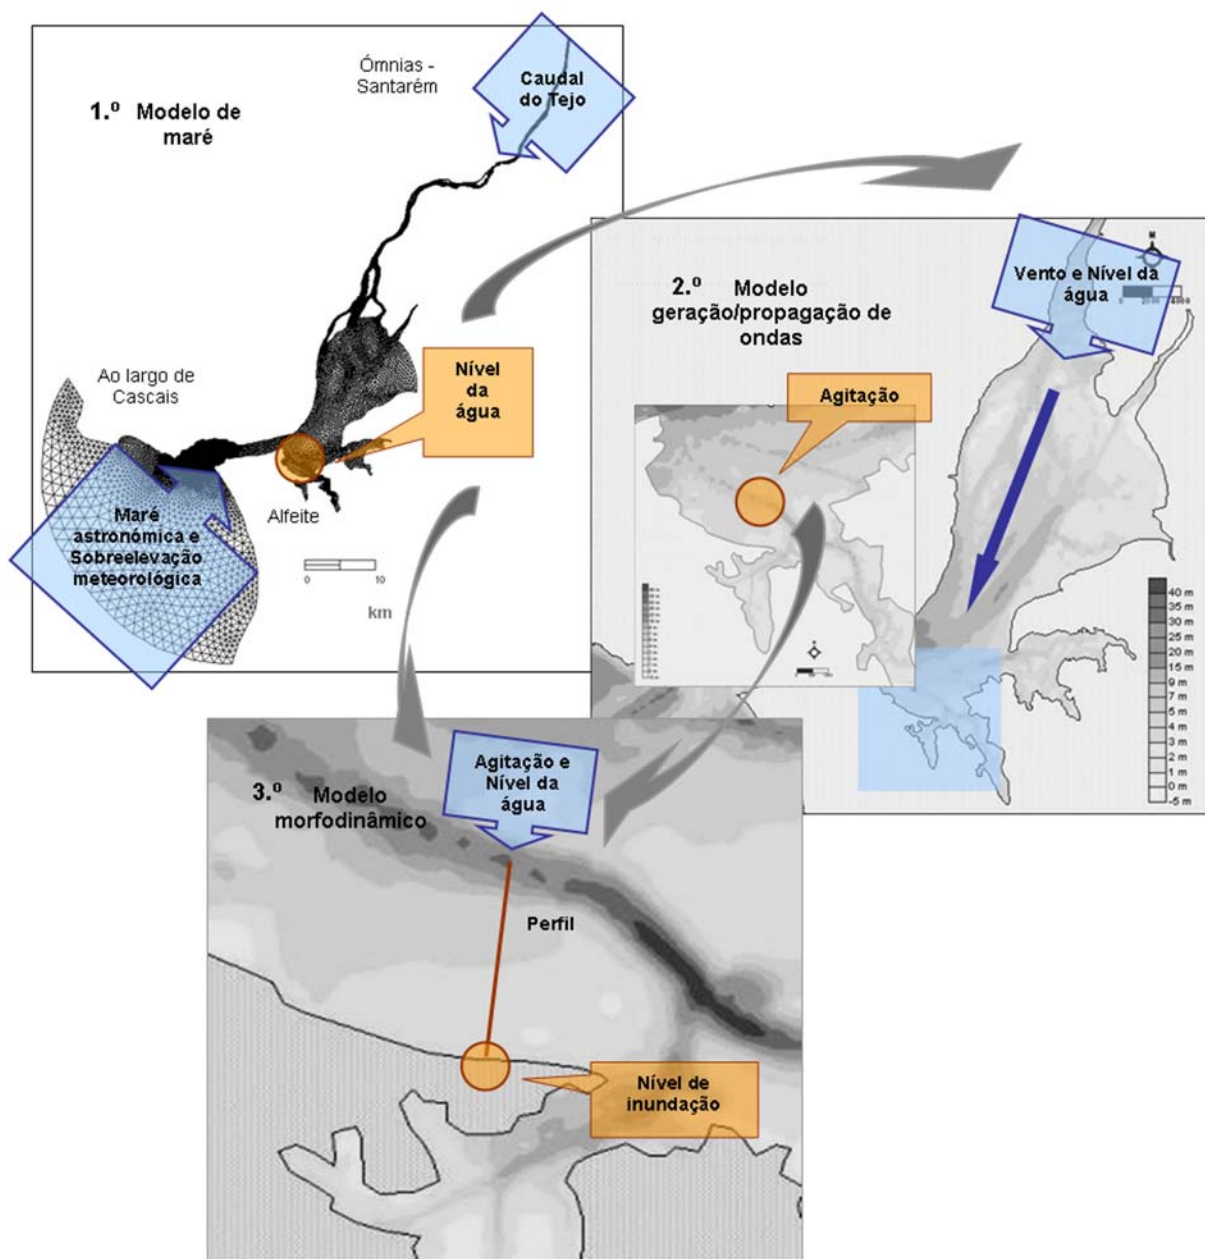 Ómnias -
Santarém
Caudal
do Tejo
1.º Modelo de
maré
Ao largo de
Cascais
Nível
da
água
Alfeite
Maré
astronómica e
Sobreelevação
meteorológica
0 10
km
2.º Modelo
geração/propagação de
ondas
Vento e Nível da
água
N
Agitação
40 m
35 m
30 m
25 m
20 m
15 m
9 m
7 m
5 m
4 m
3 m
2 m
1 m
0 m
-5 m
3.º Modelo
morfodinâmico
Agitação e
Nível da
água
Perfil
Nível de
inundação